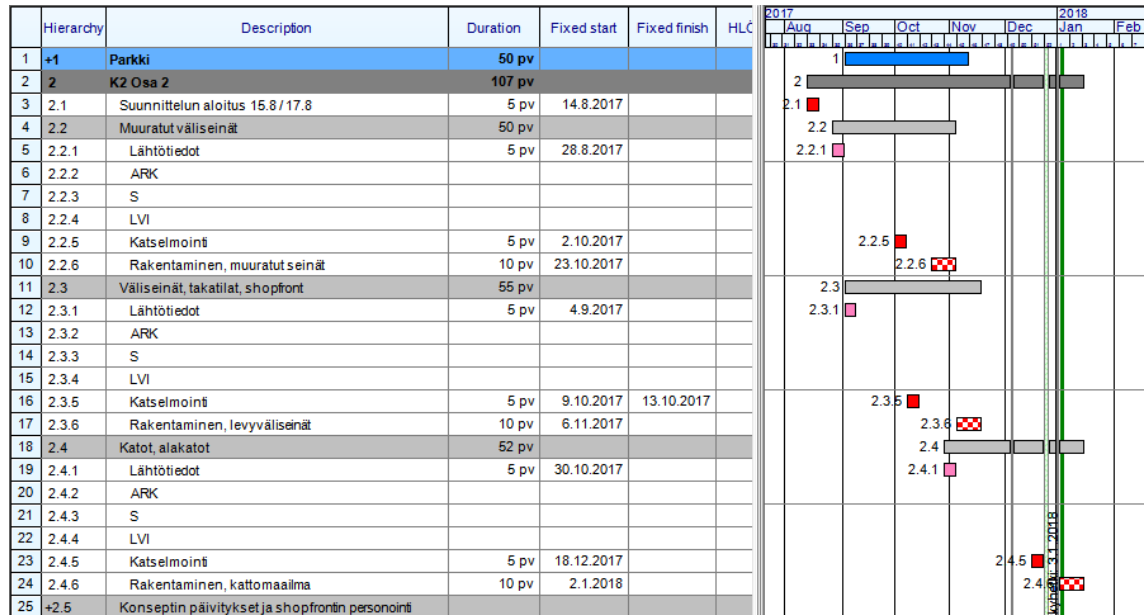 Hierarchy Description Duration Fixed start Fixed finish
2017 2018
Aug Sep Oct Nov Dec Jan Feb
1 +1 Parkki 50 pv 1
2 2 K2 Osa 2 107 pv 2
3 2.1 Suunnittelun aloitus 15.8 / 17.8 5 pv 14.8.2017 2.1
4 2.2 Muuratut väliseinät 50 pv 2.2
5 2.2.1 Lähtötiedot 5 pv 28.8.2017 2.2.1
6 2.2.2 ARK
7 2.2.3 S
8 2.2.4 LVI
9 2.2.5 Katselmointi 5 pv 2.10.2017 2.2.5
10 2.2.6 Rakentaminen, muuratut seinät 10 pv 23.10.2017 2.2.6
11 2.3 Väliseinät, takatilat, shopfront 55 pv 2.3
12 2.3.1 Lähtötiedot 5 pv 4.9.2017 2.3.1
13 2.3.2 ARK
14 2.3.3 S
15 2.3.4 LVI
16 2.3.5 Katselmointi 5 pv 9.10.2017 13.10.2017 2.3.5
17 2.3.6 Rakentaminen, levyväliseinät 10 pv 6.11.2017 2.3.6
18 2.4 Katot, alakatot 52 pv 2.4
19 2.4.1 Lähtötiedot 5 pv 30.10.2017 2.4.1
20 2.4.2 ARK
21 2.4.3 S
22 2.4.4 LVI
23 2.4.5 Katselmointi 5 pv 18.12.2017 2.4.5
24 2.4.6 Rakentaminen, kattomaailma 10 pv 2.1.2018
25 +2.5 Konseptin päivitykset ja shopfrontin personointi
3.1.2018